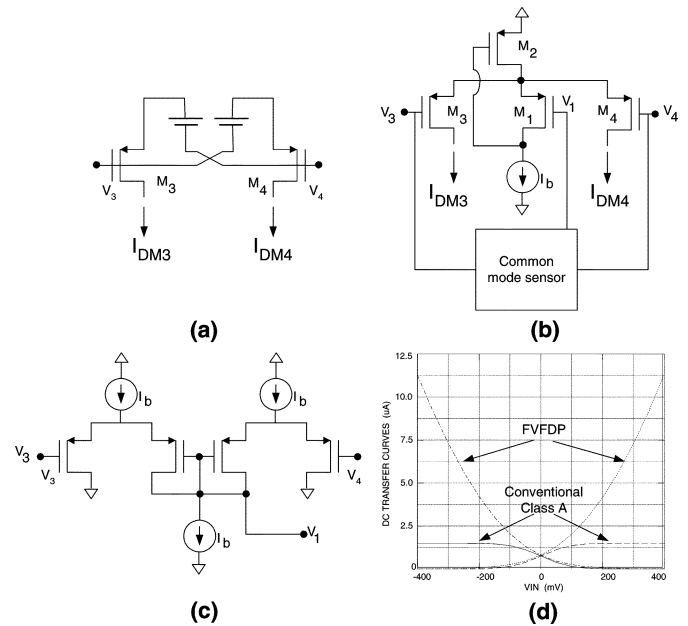 V3
M3
M4
V4
IDM3
IDM4
(a)
M2
V3
M3
M1
V1
M4
V4
Ib
IDM3
IDM4
Common
mode sensor
(b)
Ib
Ib
V3
V3
V4
Ib
V1
(c)
DC TRANSFER CURVES (uA)
12.5
10.0
7.5
5.0
2.5
0
FVFDP
Conventional
Class A
-400
-200
0
200
400
VIN (mV)
(d)